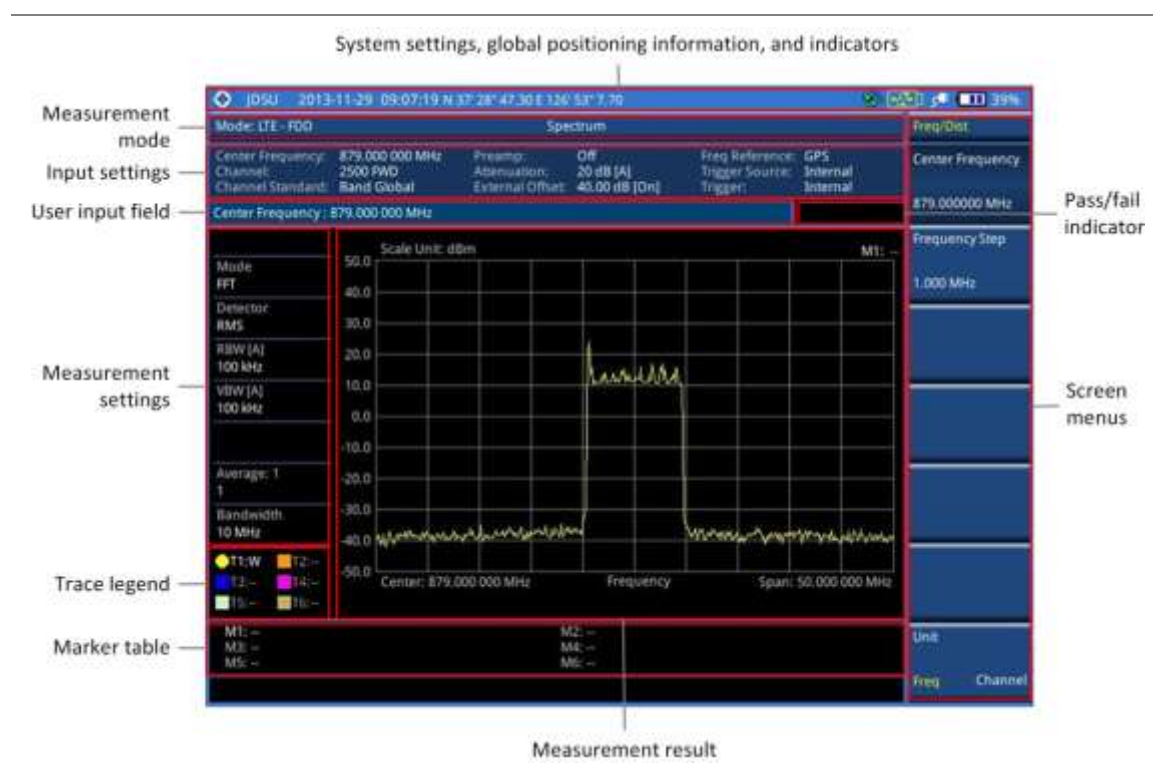 System settings, global positioning information, and indicators
JDSU 2013-11-29 09:07:19 N 37° 28" 47.30 E 126° 53" 7.70 39%
Measurement
mode
Mode: LTE - FDD Spectrum
Freq/Dist
Input settings
Center Frequency: 879.000 000 MHz Preamp: Off Freq Reference: GPS
Channel: 2500 FWD Attenuation: 20 dB [A] Trigger Source: Internal
Channel Standard: Band Global External Offset: 40.00 dB [On] Trigger: Internal
Center Frequency
879.000000 MHz
User input field
Center Frequency : 879.000 000 MHz
Pass/fail
indicator
Frequency Step
1.000 MHz
Scale Unit: dBm M1: --
Mode
FFT
Detector
RMS
RBW [A]
100 kHz
VBW [A]
100 kHz
Average: 1
1
Bandwidth
10 MHz
Measurement
settings
50.0
40.0
30.0
20.0
10.0
0.0
-10.0
-20.0
-30.0
-40.0
-50.0
Center: 879.000 000 MHz Frequency Span: 50.000 000 MHz
Screen
menus
Trace legend
T1:W T2:--
T3:-- T4:--
T5:-- T6:--
Marker table
M1: -- M2: --
M3: -- M4: --
M5: -- M6: --
Unit
Freq Channel
Measurement result